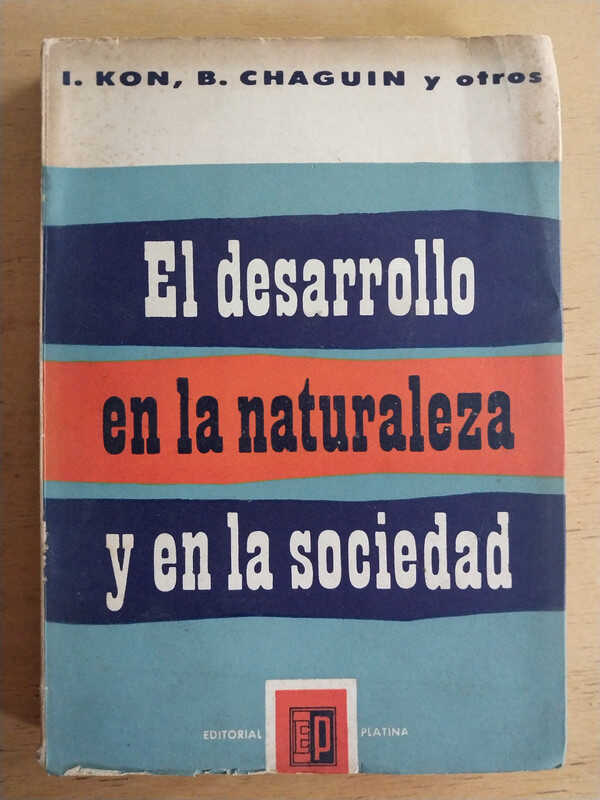 I. KON, B. CHAGUIN y otros
El desarrollo
en la naturaleza
y en la sociedad
EP
EDITORIAL PLATINA